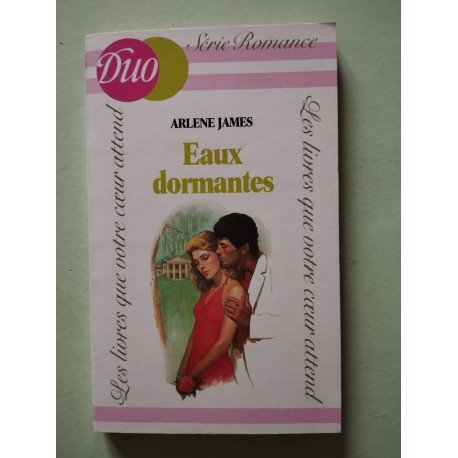 Duo
Série Romance
ARLENE JAMES
Eaux
dormantes
Les livres que votre cœur attend
Les livres que votre cœur attend